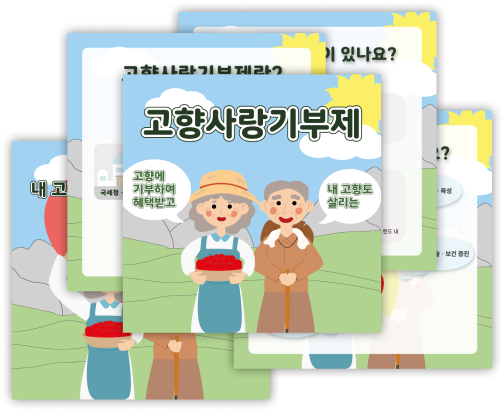 이 있나요?
고향사랑기부제란?
고향사랑기부제
고향에
기부하여
혜택받고
내 고향도
살리는
내 고
요?
국세청
· 육성
한도 내
· 보건 증진